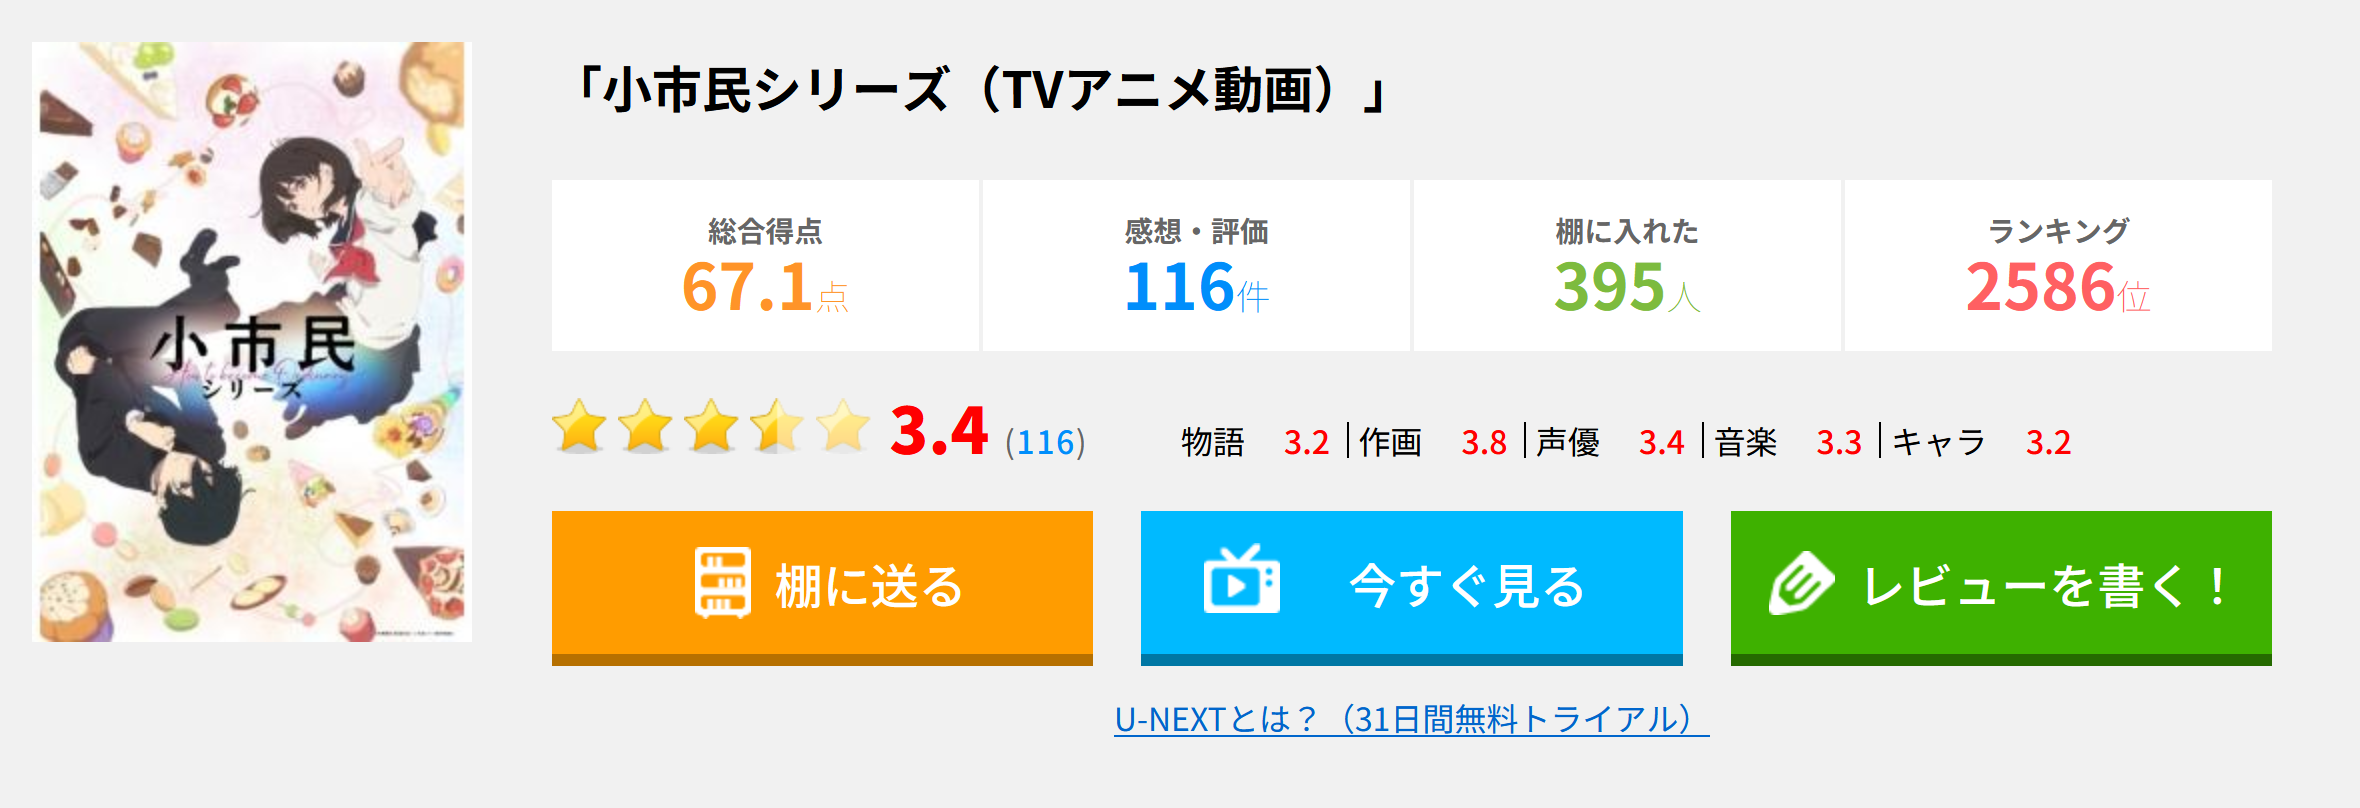 「小市民シリーズ（TVアニメ動画）」
総合得点
67.1点
感想・評価
116件
棚に入れた
395人
ランキング
2586位
小市民
シリーズ
3.4 (116)
物語 3.2 | 作画 3.8 | 声優 3.4 | 音楽 3.3 | キャラ 3.2
棚に送る
今すぐ見る
レビューを書く！
U-NEXTとは？（31日間無料トライアル）